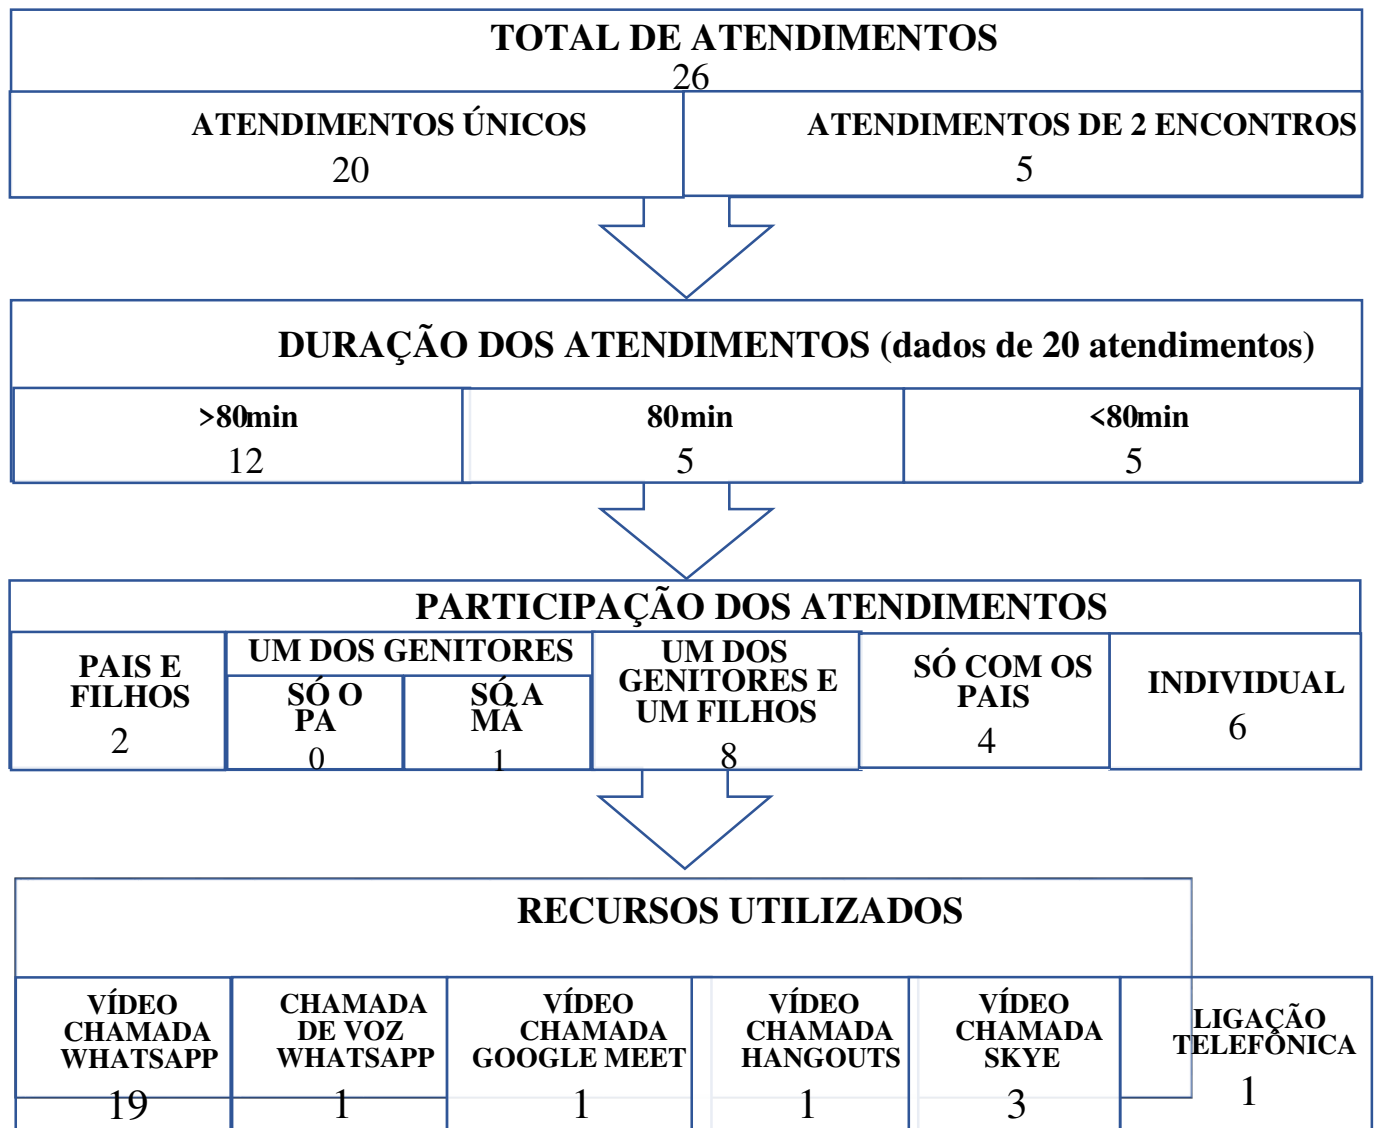 TOTAL DE ATENDIMENTOS
26
ATENDIMENTOS ÚNICOS
20
ATENDIMENTOS DE 2 ENCONTROS
5
DURAÇÃO DOS ATENDIMENTOS (dados de 20 atendimentos)
>80min
12
80min
5
<80min
5
PARTICIPAÇÃO DOS ATENDIMENTOS
PAIS E
FILHOS
2
UM DOS GENITORES
SÓ O
PA
0
SÓ A
MÃ
1
UM DOS
GENITORES E
UM FILHOS
8
SÓ COM OS
PAIS
4
INDIVIDUAL
6
RECURSOS UTILIZADOS
VÍDEO
CHAMADA
WHATSAPP
19
CHAMADA
DE VOZ
WHATSAPP
1
VÍDEO
CHAMADA
GOOGLE MEET
1
VÍDEO
CHAMADA
HANGOUTS
1
VÍDEO
CHAMADA
SKYE
3
LIGAÇÃO
TELEFÔNICA
1